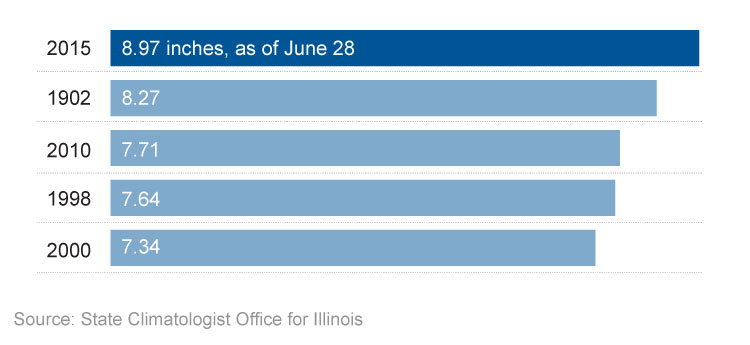 2015 8.97 inches, as of June 28
1902 8.27
2010 7.71
1998 7.64
2000 7.34
Source: State Climatologist Office for Illinois